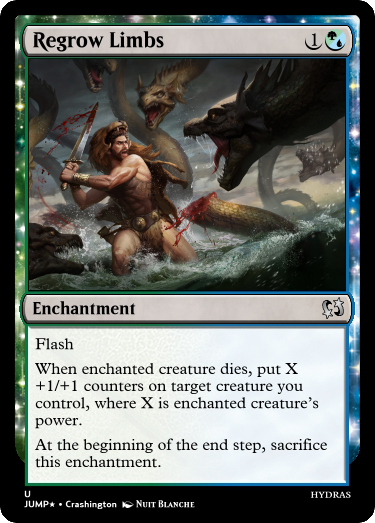 Regrow Limbs 1
Enchantment
Flash
When enchanted creature dies, put X
+1/+1 counters on target creature you
control, where X is enchanted creature's
power.
At the beginning of the end step, sacrifice
this enchantment.
U
JUMP★ • Crashington Nuit Blanche
HYDRAS